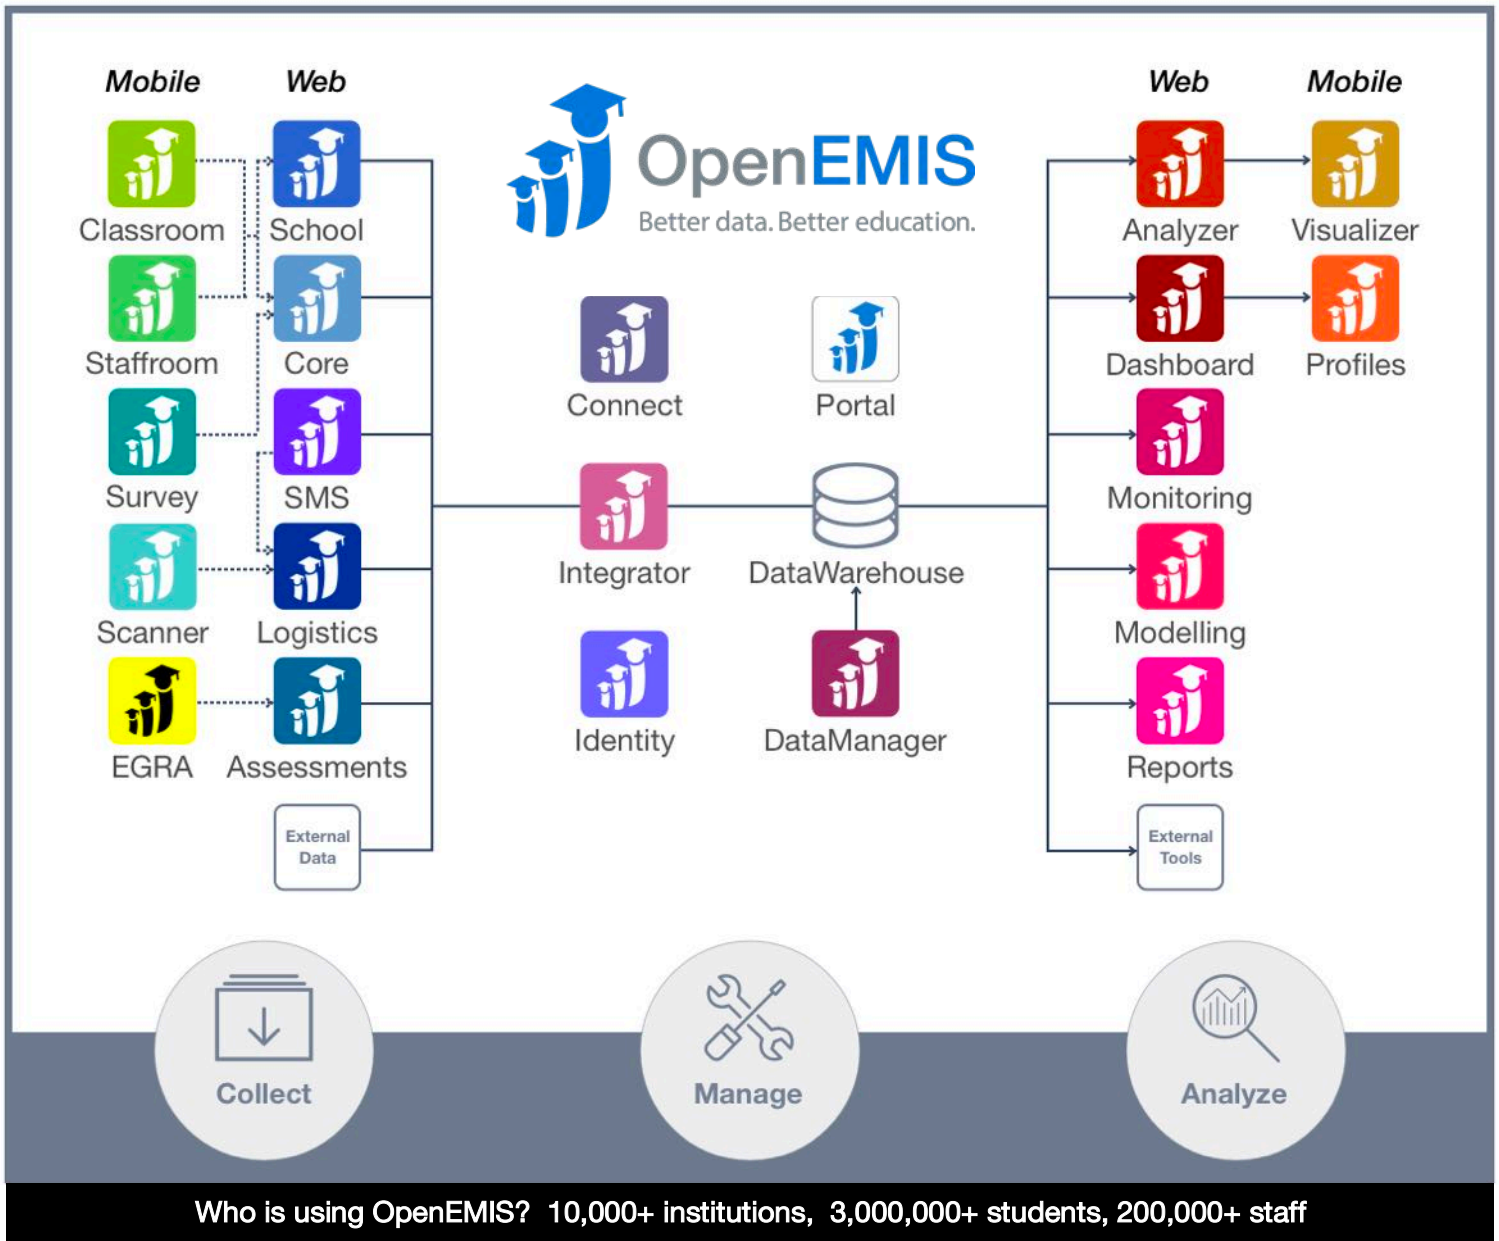 Mobile
Web
Web
Mobile
OpenEMIS
Better data. Better education.
Classroom
School
Analyzer
Visualizer
Staffroom
Core
Connect
Portal
Dashboard
Profiles
Survey
SMS
Integrator
DataWarehouse
Monitoring
Scanner
Logistics
Identity
DataManager
Modelling
EGRA
Assessments
Reports
External
Data
External
Tools
Collect
Manage
Analyze
Who is using OpenEMIS? 10,000+ institutions, 3,000,000+ students, 200,000+ staff